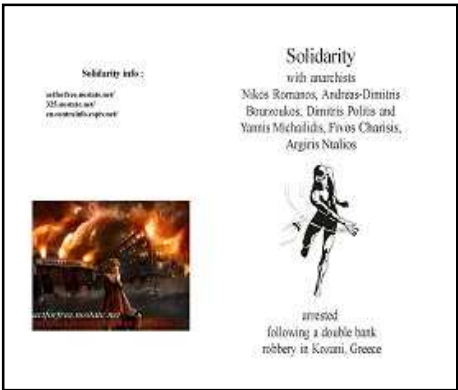 Solidarity info :
actforfree.nostate.net/
325.nostate.net/
en.contrainfo.espiv.net/
actforfree.nostate.net
Solidarity
with anarchists
Nikos Romanos, Andreas-Dimitris
Bourzoukos, Dimitris Politis and
Yannis Michailidis, Fivos Charisis,
Argiris Ntalios
arrested
following a double bank
robbery in Kozani, Greece